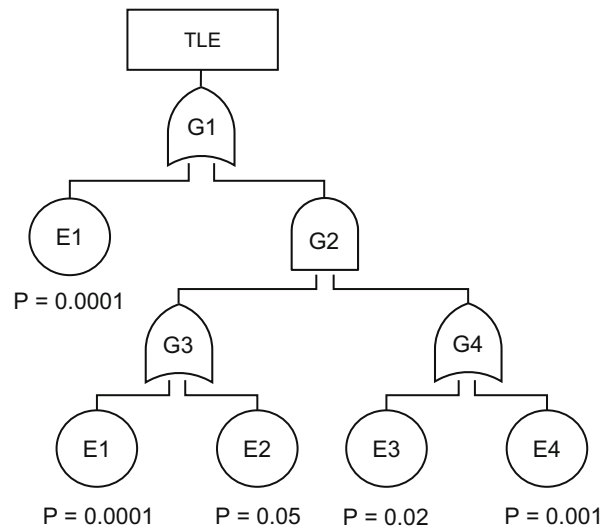 TLE
G1
E1
G2
P = 0.0001
G3
G4
E1
E2
E3
E4
P = 0.0001
P = 0.05
P = 0.02
P = 0.001